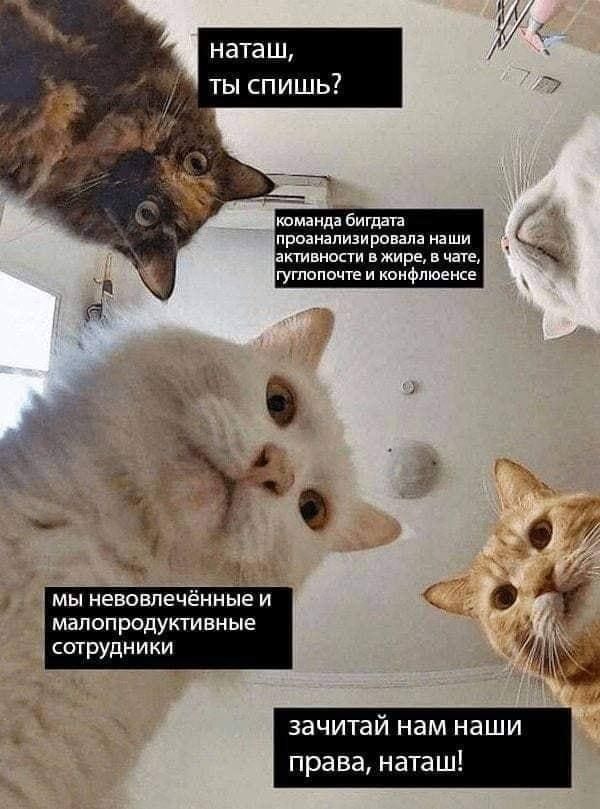 наташ,
ты спишь?
команда бигдата
проанализировала наши
активности в жире, в чате,
гуглопочте и конфлюенсе
мы невовлечённые и
малопродуктивные
сотрудники
зачитай нам наши
права, наташ!